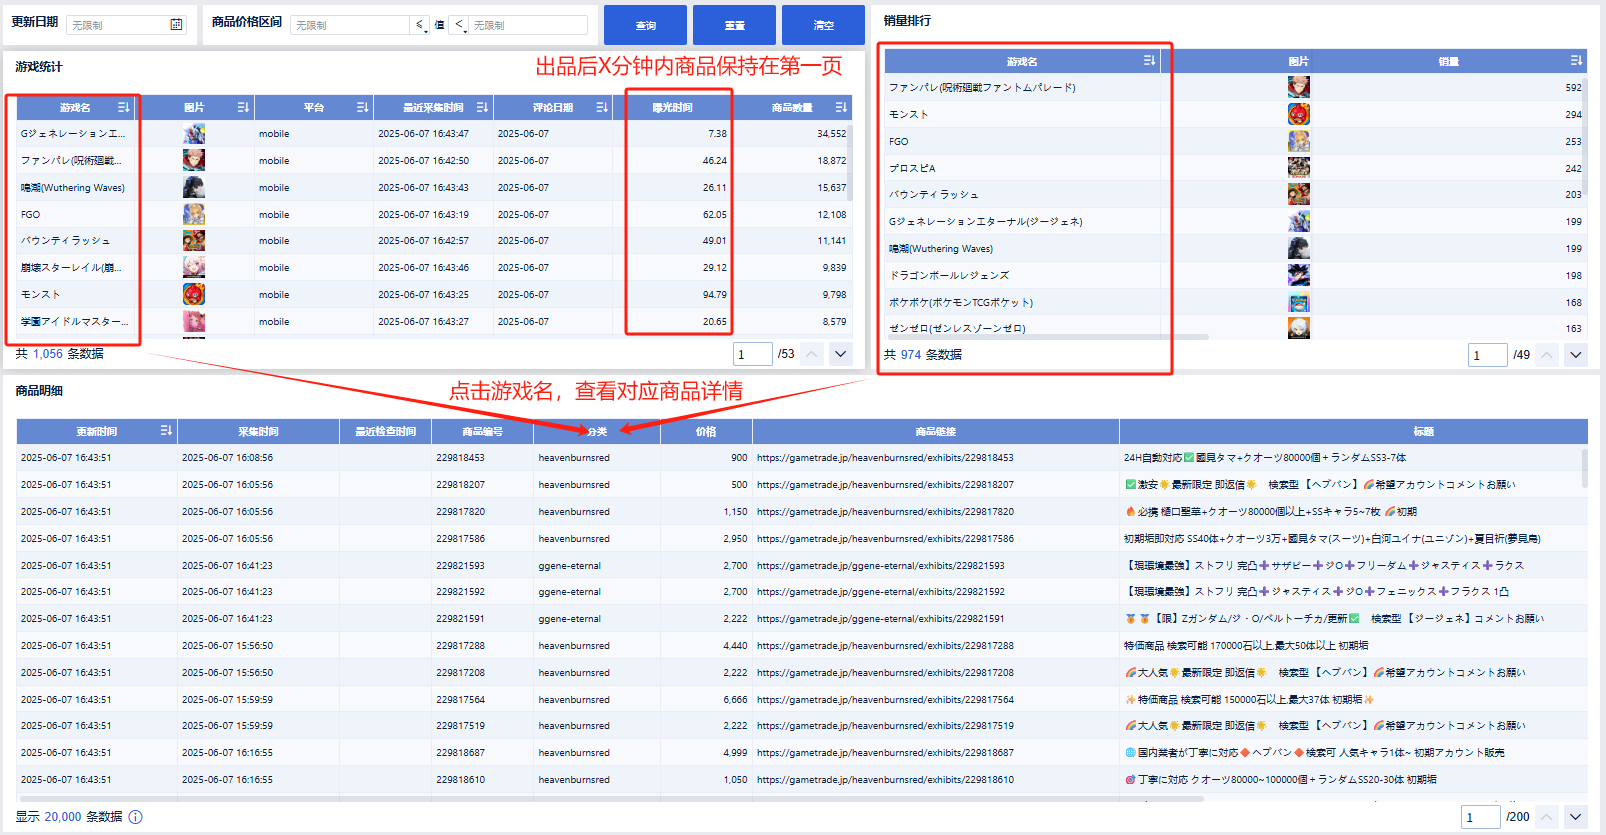 更新日期 无限制 商品价格区间 无限制 ≤ 值 ≤ 无限制 查询 重置 清空
游戏统计
出品后X分钟内商品保持在第一页
游戏名 图片 平台 最近采集时间 评论日期 曝光时间 商品数量
Gジェネレーションエ... mobile 2025-06-07 16:43:47 2025-06-07 7.38 34,552
ファンパレ(呪術廻戦... mobile 2025-06-07 16:42:50 2025-06-07 46.24 18,872
鳴潮(Wuthering Waves) mobile 2025-06-07 16:43:43 2025-06-07 26.11 15,637
FGO mobile 2025-06-07 16:43:19 2025-06-07 62.05 12,108
バウンティラッシュ mobile 2025-06-07 16:42:57 2025-06-07 49.01 11,141
崩壊スターレイル(崩... mobile 2025-06-07 16:43:46 2025-06-07 29.12 9,839
モンスト mobile 2025-06-07 16:43:25 2025-06-07 94.79 9,798
学園アイドルマスター... mobile 2025-06-07 16:43:27 2025-06-07 20.65 8,579
共 1,056 条数据 1 /53
销量排行
游戏名 图片 销量
ファンパレ(呪術廻戦ファントムパレード) 592
モンスト 294
FGO 253
プロスピA 242
バウンティラッシュ 203
Gジェネレーションエターナル(ジージェネ) 199
鳴潮(Wuthering Waves) 199
ドラゴンボールレジェンズ 198
ポケポケ(ポケモンTCGポケット) 168
ゼンゼロ(ゼンレスゾーンゼロ) 163
共 974 条数据 1 /49
商品明细
点击游戏名，查看对应商品详情
更新时间 采集时间 最近检查时间 商品编号 分类 价格 商品链接 标题
2025-06-07 16:43:51 2025-06-07 16:08:56 229818453 heavenburnsred 900 https://gametrade.jp/heavenburnsred/exhibits/229818453 24H自動対応✅國見タマ+クオーツ80000個＋ランダムSS3-7体
2025-06-07 16:43:51 2025-06-07 16:05:56 229818207 heavenburnsred 500 https://gametrade.jp/heavenburnsred/exhibits/229818207 ✅激安🌟最新限定 即返信🌟　検索型 【ヘブバン】🌈希望アカウントコメントお願い
2025-06-07 16:43:51 2025-06-07 16:05:56 229817820 heavenburnsred 1,150 https://gametrade.jp/heavenburnsred/exhibits/229817820 🔥必携 樋口聖華+クオーツ80000個以上+SSキャラ5~7枚 🌈初期
2025-06-07 16:43:51 2025-06-07 16:05:56 229817586 heavenburnsred 2,950 https://gametrade.jp/heavenburnsred/exhibits/229817586 初期垢即対応 SS40体+クオーツ3万+國見タマ(スーツ)+白河ユイナ(ユニゾン)+夏目祈(夢見鳥)
2025-06-07 16:43:51 2025-06-07 16:41:23 229821593 ggene-eternal 2,700 https://gametrade.jp/ggene-eternal/exhibits/229821593 【現環境最強】ストフリ 完凸➕サザビー➕ジO➕フリーダム➕ジャスティス➕ラクス
2025-06-07 16:43:51 2025-06-07 16:41:23 229821592 ggene-eternal 2,700 https://gametrade.jp/ggene-eternal/exhibits/229821592 【現環境最強】ストフリ 完凸➕ジャスティス➕ジO➕フェニックス➕フラクス 1凸
2025-06-07 16:43:51 2025-06-07 16:41:23 229821591 ggene-eternal 2,222 https://gametrade.jp/ggene-eternal/exhibits/229821591 🏅🏅【限】Zガンダム/ジ・O/ベルトーチカ/更新✅　検索型 【ジージェネ】コメントお願い
2025-06-07 16:43:51 2025-06-07 15:56:50 229817288 heavenburnsred 4,440 https://gametrade.jp/heavenburnsred/exhibits/229817288 特価商品 検索可能 170000石以上,最大50体以上 初期垢
2025-06-07 16:43:51 2025-06-07 15:56:50 229817208 heavenburnsred 2,222 https://gametrade.jp/heavenburnsred/exhibits/229817208 🌈大人気🌟最新限定 即返信🌟　検索型 【ヘブバン】🌈希望アカウントコメントお願い
2025-06-07 16:43:51 2025-06-07 15:59:59 229817564 heavenburnsred 6,666 https://gametrade.jp/heavenburnsred/exhibits/229817564 ✨特価商品 検索可能 150000石以上,最大37体 初期垢✨
2025-06-07 16:43:51 2025-06-07 15:59:59 229817519 heavenburnsred 2,222 https://gametrade.jp/heavenburnsred/exhibits/229817519 🌈大人気🌟最新限定 即返信🌟　検索型 【ヘブバン】🌈希望アカウントコメントお願い
2025-06-07 16:43:51 2025-06-07 16:16:55 229818687 heavenburnsred 4,999 https://gametrade.jp/heavenburnsred/exhibits/229818687 🌐国内業者が丁寧に対応♦ヘブバン♦検索可 人気キャラ1体~ 初期アカウント販売
2025-06-07 16:43:51 2025-06-07 16:16:55 229818610 heavenburnsred 1,050 https://gametrade.jp/heavenburnsred/exhibits/229818610 🎯丁寧に対応 クオーツ80000~100000個＋ランダムSS20-30体 初期垢
显示 20,000 条数据 1 /200